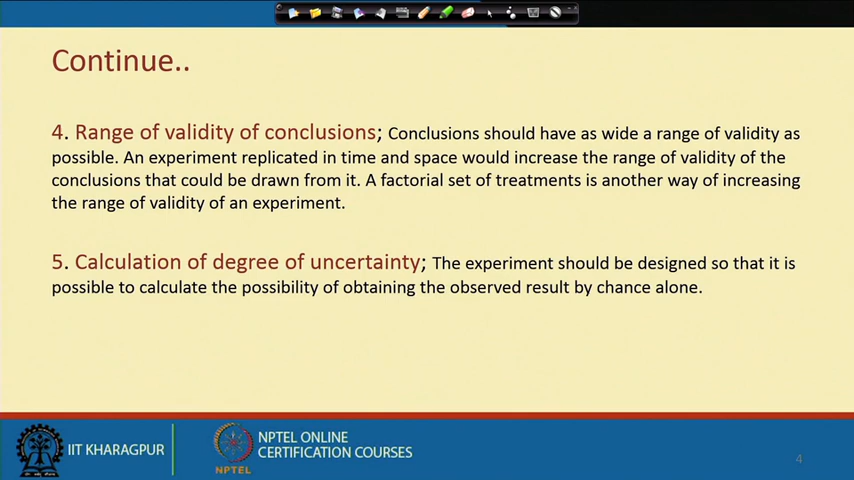 Continue..
4. Range of validity of conclusions; Conclusions should have as wide a range of validity as
possible. An experiment replicated in time and space would increase the range of validity of the
conclusions that could be drawn from it. A factorial set of treatments is another way of increasing
the range of validity of an experiment.
5. Calculation of degree of uncertainty; The experiment should be designed so that it is
possible to calculate the possibility of obtaining the observed result by chance alone.
IIT KHARAGPUR
NPTEL
NPTEL ONLINE
CERTIFICATION COURSES
4